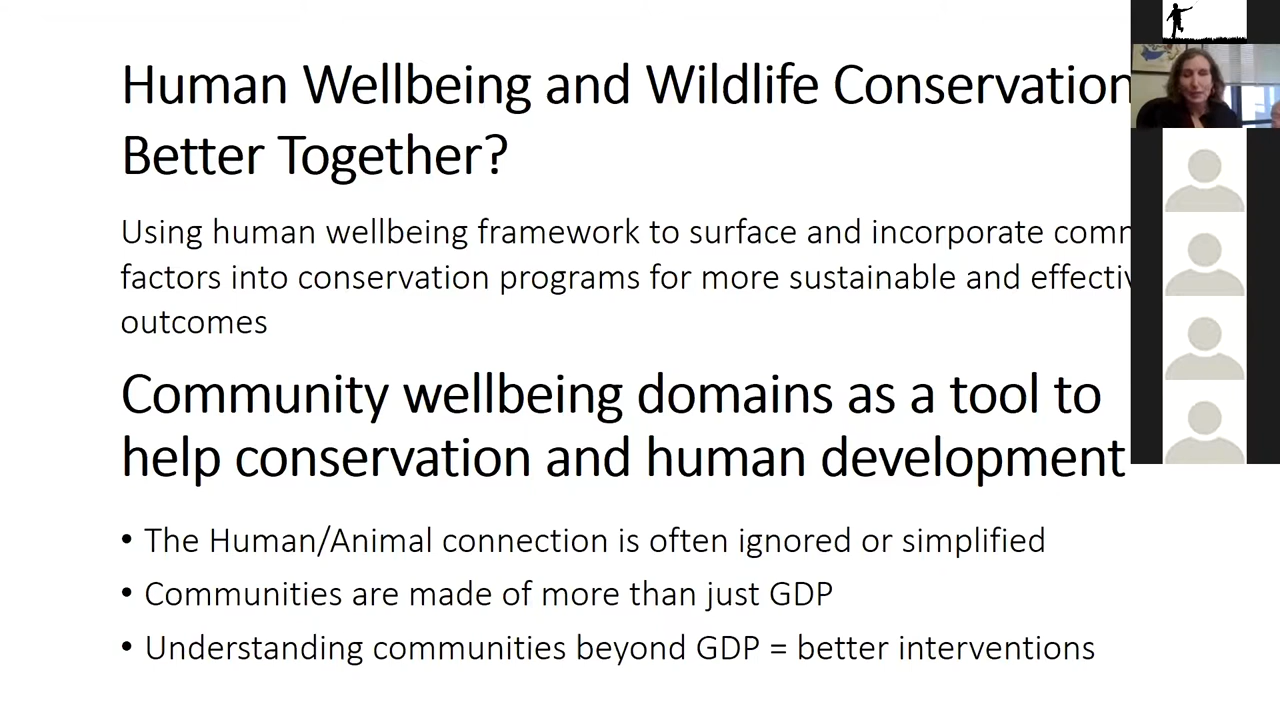 Human Wellbeing and Wildlife Conservation
Better Together?
Using human wellbeing framework to surface and incorporate
factors into conservation programs for more sustainable and
outcomes
Community wellbeing domains as a tool to
help conservation and human development
• The Human/Animal connection is often ignored or simplified
• Communities are made of more than just GDP
• Understanding communities beyond GDP = better interventions